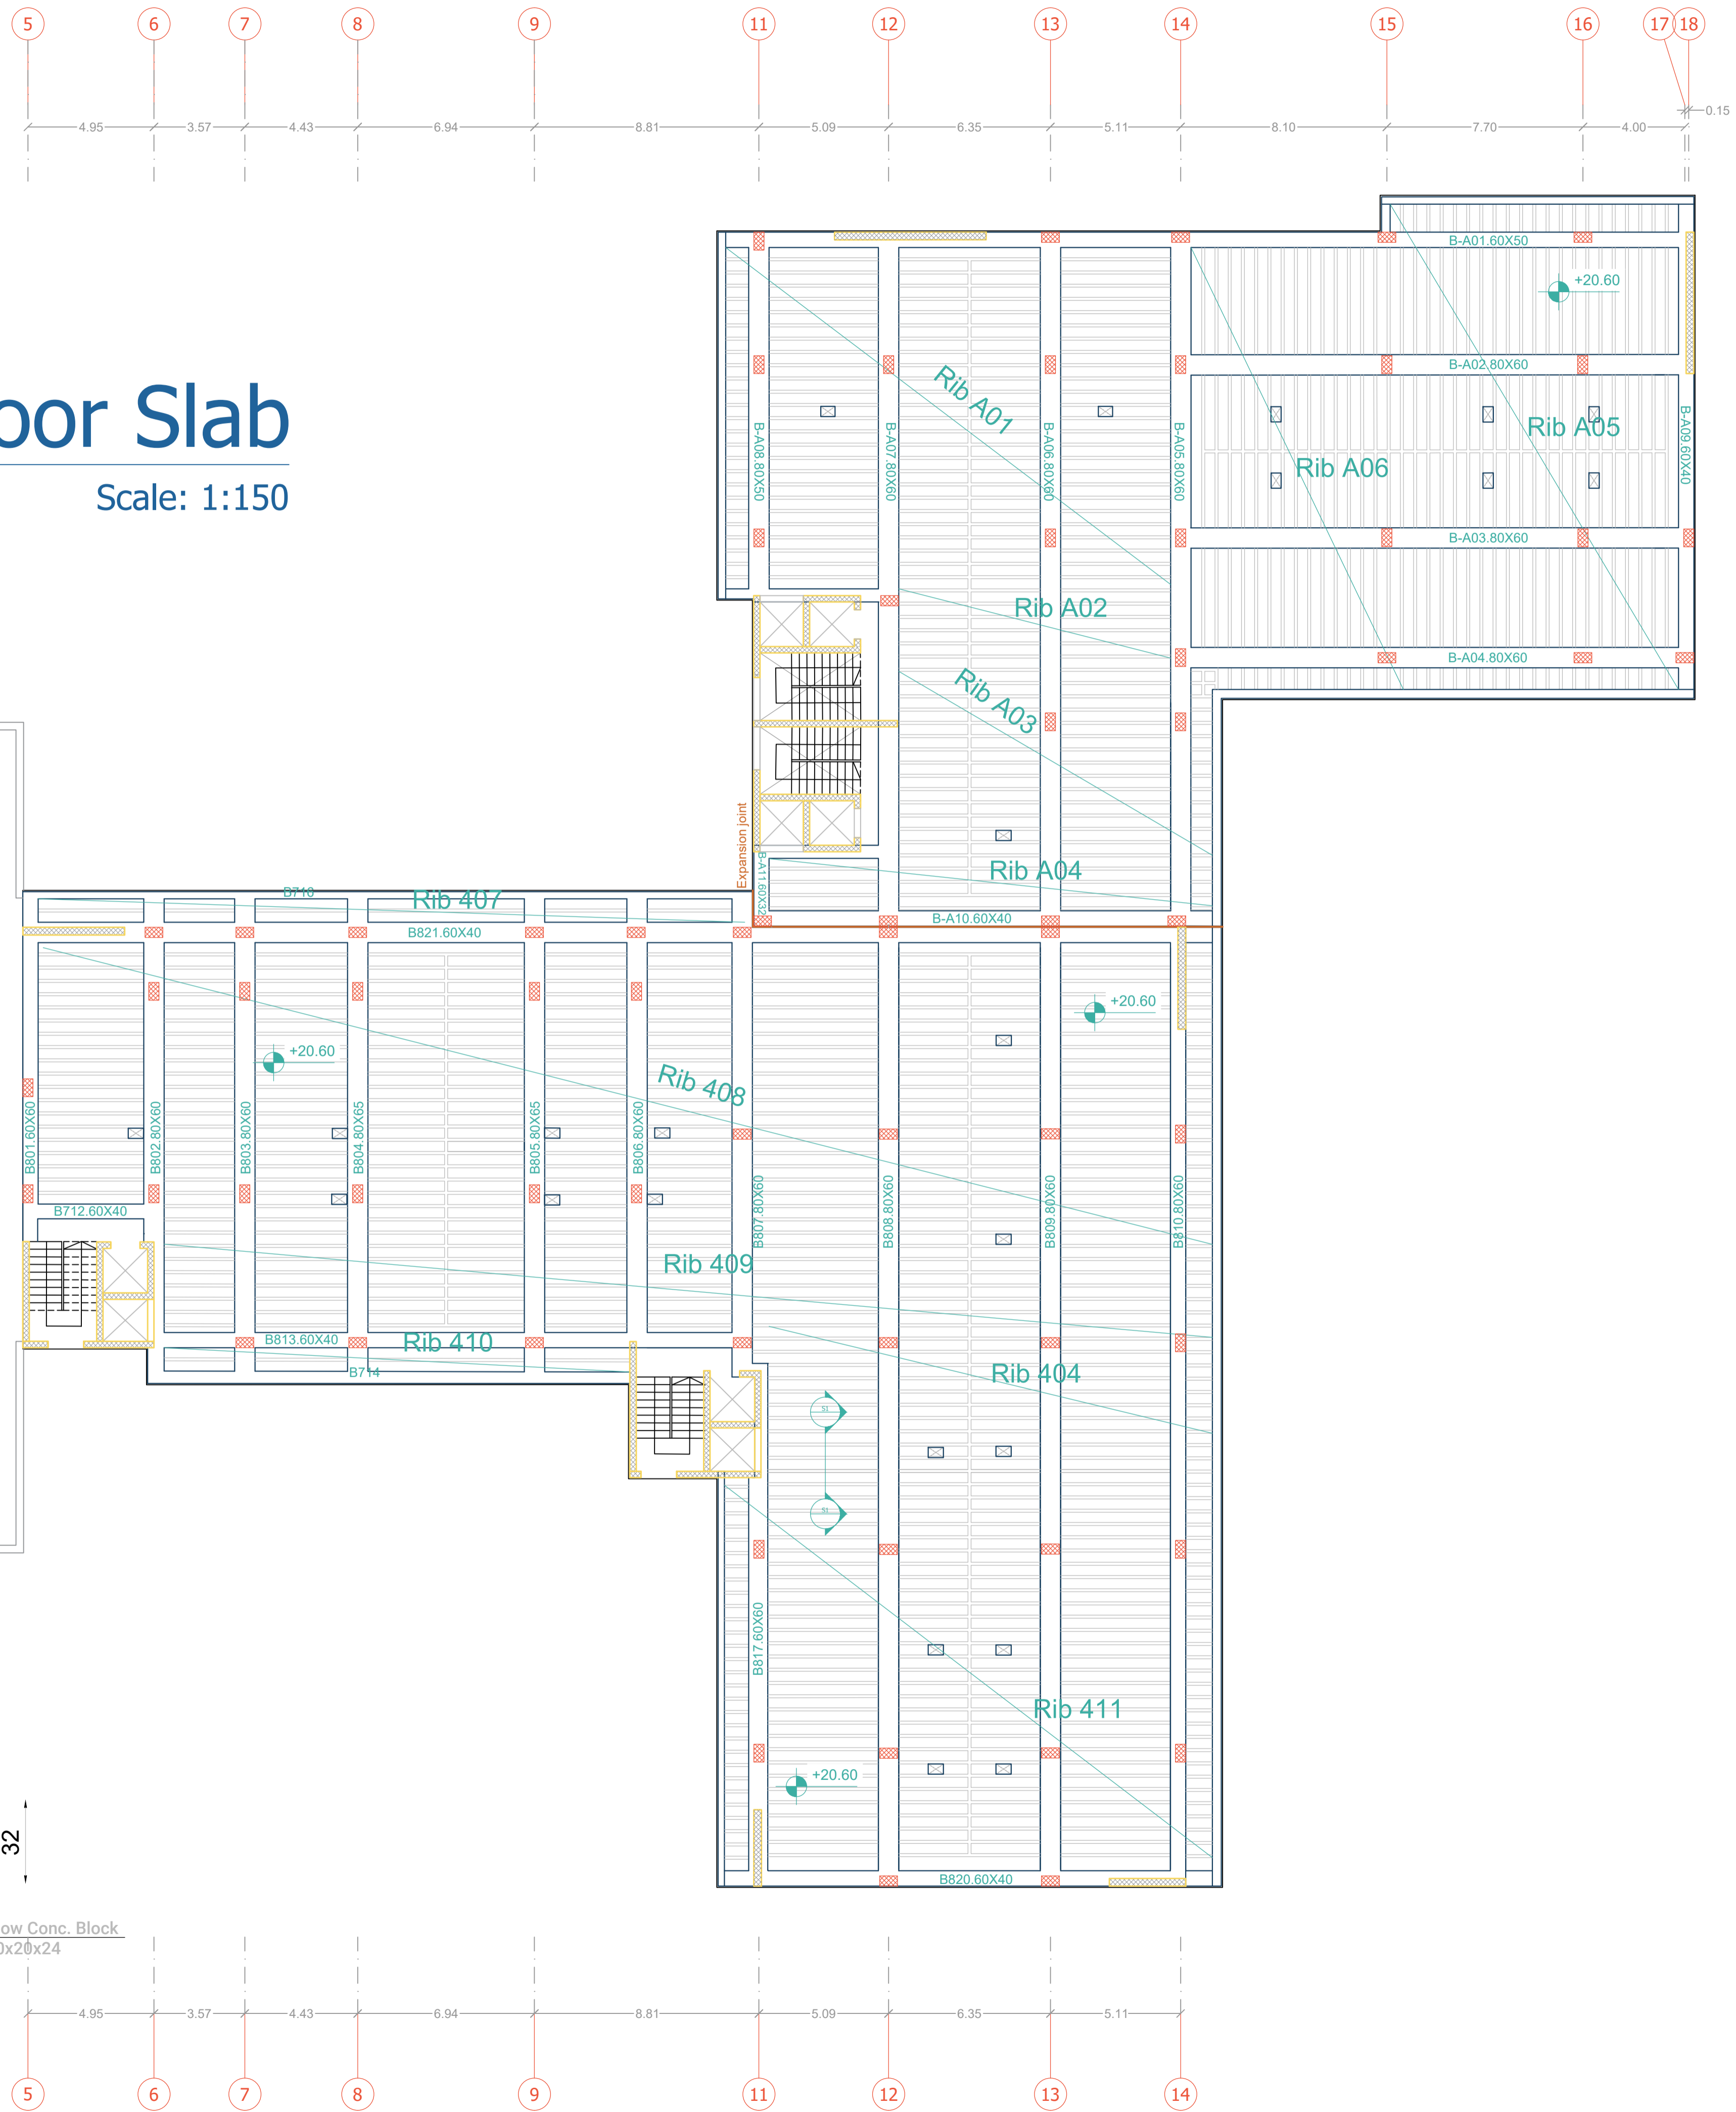 5 6 7 8 9 11 12 13 14 15 16 17 18
0.15
4.95 3.57 4.43 6.94 8.81 5.09 6.35 5.11 8.10 7.70 4.00
B-A01.60X50
+20.60
B-A02.80X60
oor Slab
Scale: 1:150
Rib A01
Rib A05
Rib A06
B-A08.80X50
B-A07.80X60
B-A06.80X60
B-A05.80X60
B-A09.60X40
B-A03.80X60
Rib A02
B-A04.80X60
Rib A03
Expansion joint
B-A11.60X32
Rib A04
B-A10.60X40
B710
Rib 407
B821.60X40
+20.60
+20.60
Rib 408
B801.60X60
B802.80X60
B803.80X60
B804.80X65
B805.80X65
B806.80X60
B807.80X60
B808.80X60
B809.80X60
B810.80X60
B712.60X40
Rib 409
B813.60X40
Rib 410
B714
Rib 404
S1
S1
B817.60X60
Rib 411
+20.60
32
B820.60X40
ow Conc. Block
0x20x24
4.95 3.57 4.43 6.94 8.81 5.09 6.35 5.11
5 6 7 8 9 11 12 13 14